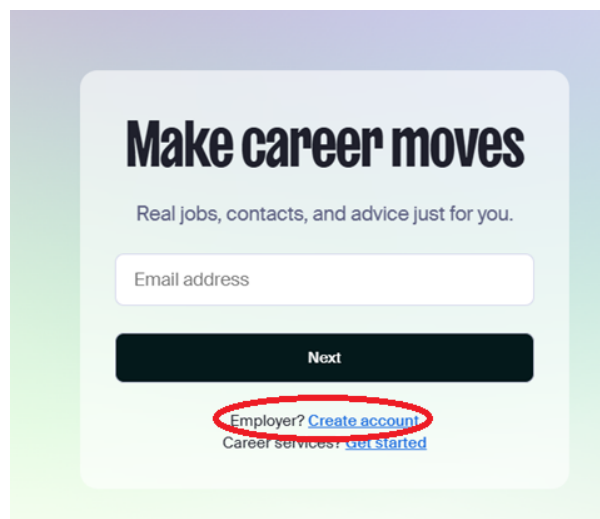 Make career moves
Real jobs, contacts, and advice just for you.
Email address
Next
Employer? Create account
Career services? Get started